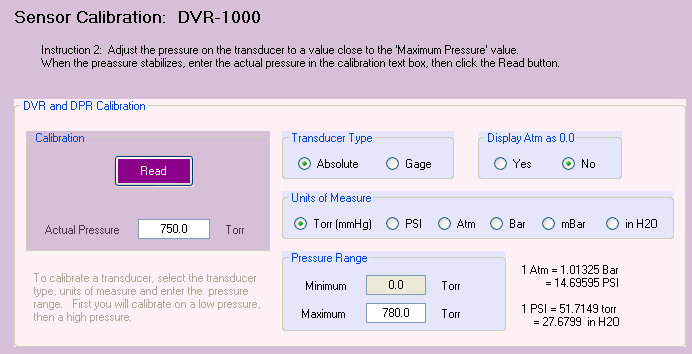 Sensor Calibration:  DVR-1000
Instruction 2:  Adjust the pressure on the transducer to a value close to the 'Maximum Pressure' value.
When the preassure stabilizes, enter the actual pressure in the calibration text box, then click the Read button.
DVR and DPR Calibration
Calibration
Read
Actual Pressure 750.0 Torr
To calibrate a transducer, select the transducer
type, units of measure and enter the  pressure
range.   First you will calibrate on a low pressure,
then a high pressure.
Transducer Type
Absolute Gage
Display Atm as 0.0
Yes No
Units of Measure
Torr (mmHg) PSI Atm Bar mBar in H2O
Pressure Range
Minimum 0.0 Torr
Maximum 780.0 Torr
1 Atm = 1.01325 Bar
= 14.69595 PSI
1 PSI = 51.7149 torr
= 27.6799  in H2O